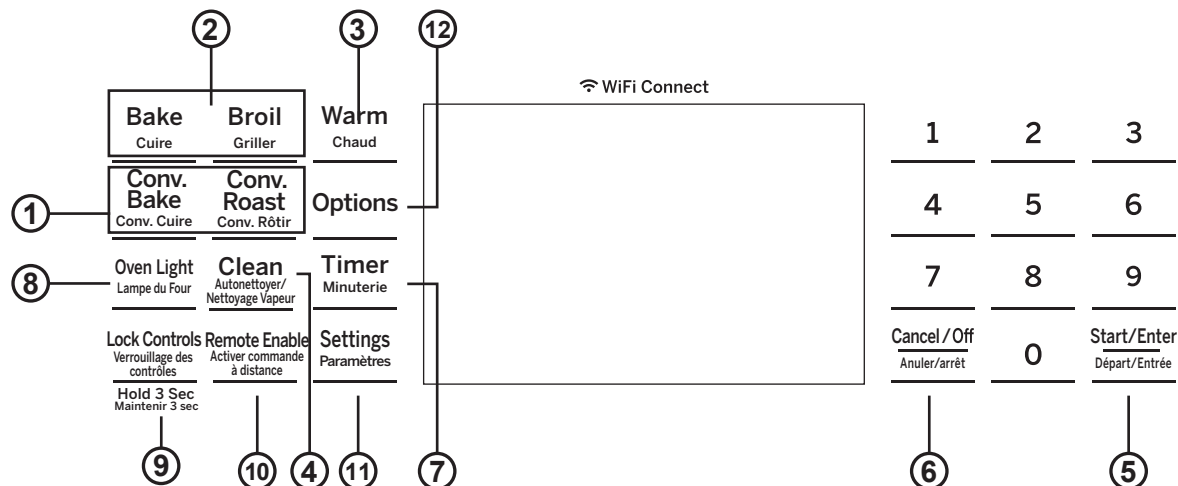 2
3
12
WiFi Connect
Bake
Cuire
Broil
Griller
Warm
Chaud
1
2
3
1
Conv.
Bake
Conv. Cuire
Conv.
Roast
Conv. Rôtir
Options
4
5
6
8
Oven Light
Lampe du Four
Clean
Autonettoyer/
Nettoyage Vapeur
Timer
Minuterie
7
8
9
Lock Controls
Verrouillage des
contrôles
Hold 3 Sec
Maintenir 3 sec
Remote Enable
Activer commande
à distance
Settings
Paramètres
Cancel / Off
Anuler/arrêt
0
Start/Enter
Départ/Entrée
9
10
4
11
7
6
5